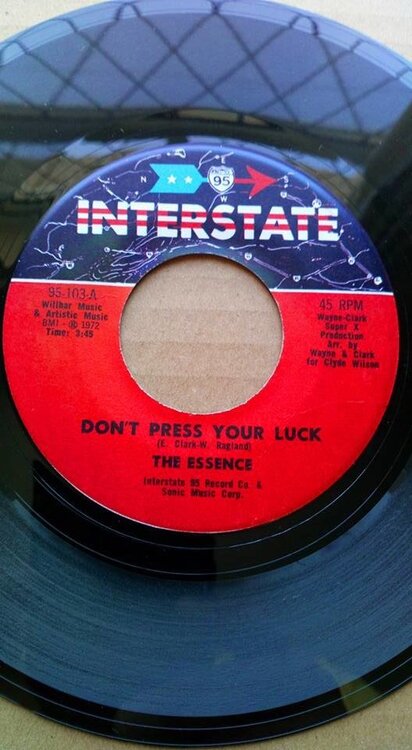 N
95
S
W
INTERSTATE
95-103-A
Willbar Music
& Artistic Music
BMI - ℗ 1972
Time: 3:45
45 RPM
Wayne-Clark
Super X
Production
Arr. by
Wayne & Clark
for Clyde Wilson
DON'T PRESS YOUR LUCK
(E. Clark-W. Ragland)
THE ESSENCE
Interstate 95 Record Co. &
Sonic Music Corp.